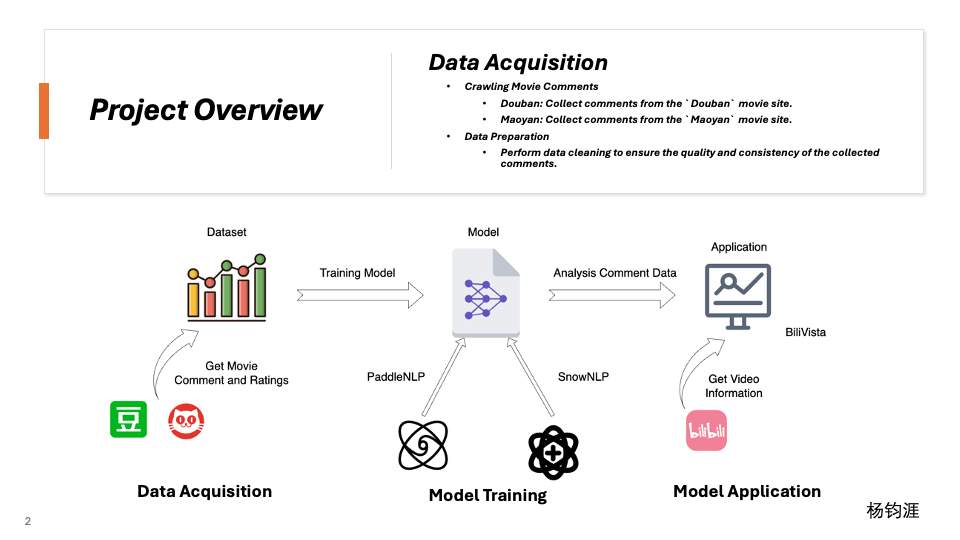 Project Overview
Data Acquisition
• Crawling Movie Comments
• Douban: Collect comments from the `Douban` movie site.
• Maoyan: Collect comments from the `Maoyan` movie site.
• Data Preparation
• Perform data cleaning to ensure the quality and consistency of the collected
comments.
Dataset
Model
Application
Training Model
Analysis Comment Data
BiliVista
Get Movie
Comment and Ratings
PaddleNLP
SnowNLP
Get Video
Information
豆
bilibili
Data Acquisition
Model Training
Model Application
杨钧涯
2